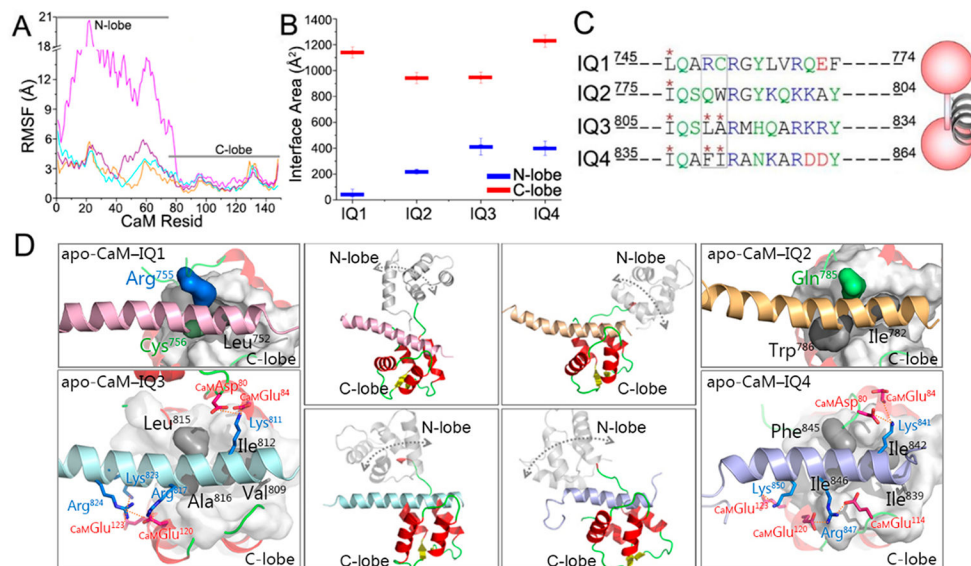 A
21
18
15
12
9
6
3
0
RMSF (Å)
N-lobe
C-lobe
0 20 40 60 80 100 120 140
CaM Resid
B
1400
1200
1000
800
600
400
200
0
Interface Area (Å²)
N-lobe
C-lobe
IQ1 IQ2 IQ3 IQ4
C
IQ1 745 LQARCRGYLVRQEF 774
IQ2 775 IQSQWRGYKQKKAY 804
IQ3 805 IQSLARMHQARKRY 834
IQ4 835 IQAFIRANKARDDY 864
D
apo-CaM–IQ1
Arg755
Cys756
Leu752
C-lobe
N-lobe
C-lobe
N-lobe
C-lobe
apo-CaM–IQ2
Gln785
Trp786
Ile782
C-lobe
apo-CaM–IQ3
CaMAsp80
CaMGlu84
Leu815
Lys811
Ile812
Lys823
Arg817
Arg824
Ala816
Val809
CaMGlu123
CaMGlu120
C-lobe
N-lobe
C-lobe
N-lobe
C-lobe
apo-CaM–IQ4
CaMAsp80
CaMGlu84
Phe845
Lys841
Ile842
Lys850
Ile846
Ile839
CaMGlu123
CaMGlu120
Arg847
CaMGlu114
C-lobe